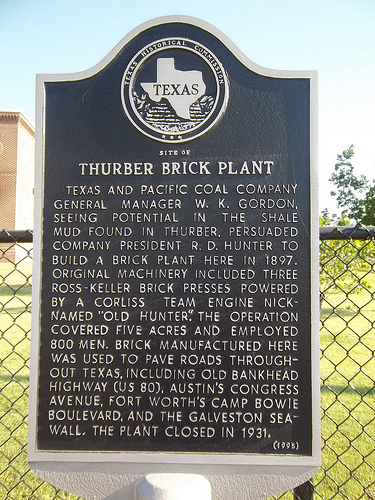 TEXAS HISTORICAL COMMISSION
TEXAS
SITE OF
THURBER BRICK PLANT
TEXAS AND PACIFIC COAL COMPANY
GENERAL MANAGER W. K. GORDON,
SEEING POTENTIAL IN THE SHALE
MUD FOUND IN THURBER, PERSUADED
COMPANY PRESIDENT R. D. HUNTER TO
BUILD A BRICK PLANT HERE IN 1897.
ORIGINAL MACHINERY INCLUDED THREE
ROSS-KELLER BRICK PRESSES POWERED
BY A CORLISS TEAM ENGINE NICK-
NAMED "OLD HUNTER". THE OPERATION
COVERED FIVE ACRES AND EMPLOYED
800 MEN. BRICK MANUFACTURED HERE
WAS USED TO PAVE ROADS THROUGH-
OUT TEXAS, INCLUDING OLD BANKHEAD
HIGHWAY (US 80), AUSTIN'S CONGRESS
AVENUE, FORT WORTH'S CAMP BOWIE
BOULEVARD, AND THE GALVESTON SEA-
WALL. THE PLANT CLOSED IN 1931.
(1995)